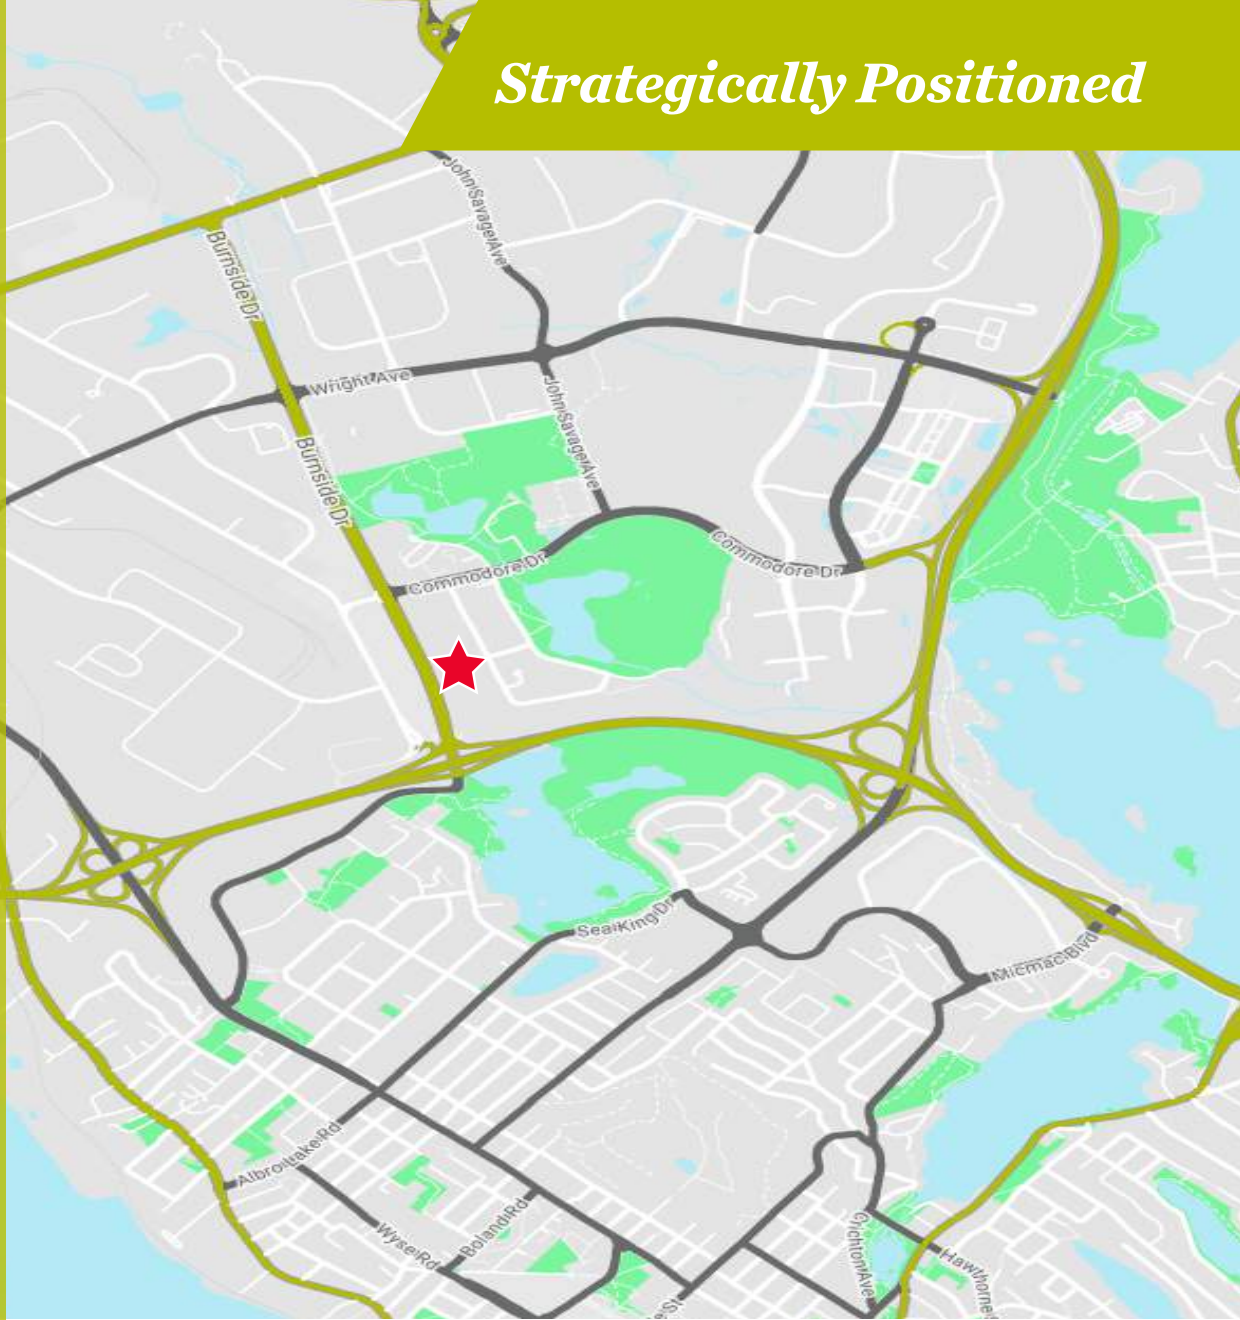 Strategically Positioned
John Savage Ave
Burnside Dr
Wright Ave
John Savage Ave
Burnside Dr
Commodore Dr
Commodore Dr
Sea King Dr
Micmac Blvd
Albro Lake Rd
Boland Rd
Wyse Rd
Crichton Ave
Hawthorne
St